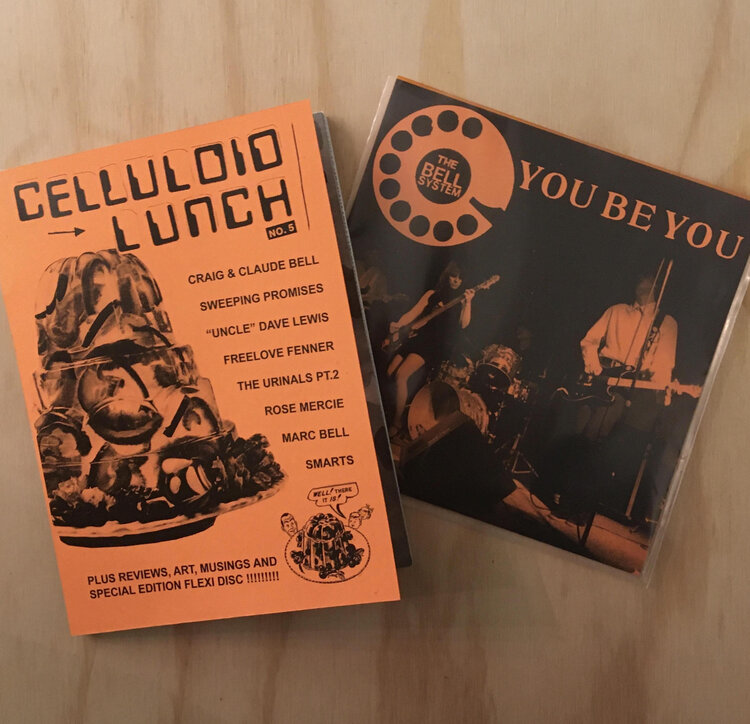 CELLULOID
LUNCH
NO. 5
CRAIG & CLAUDE BELL
SWEEPING PROMISES
“UNCLE” DAVE LEWIS
FREELOVE FENNER
THE URINALS PT.2
ROSE MERCIE
MARC BELL
SMARTS
WELL! THERE
IT IS!
PLUS REVIEWS, ART, MUSINGS AND
SPECIAL EDITION FLEXI DISC !!!!!!!!!
THE
BELL
SYSTEM
YOU BE YOU